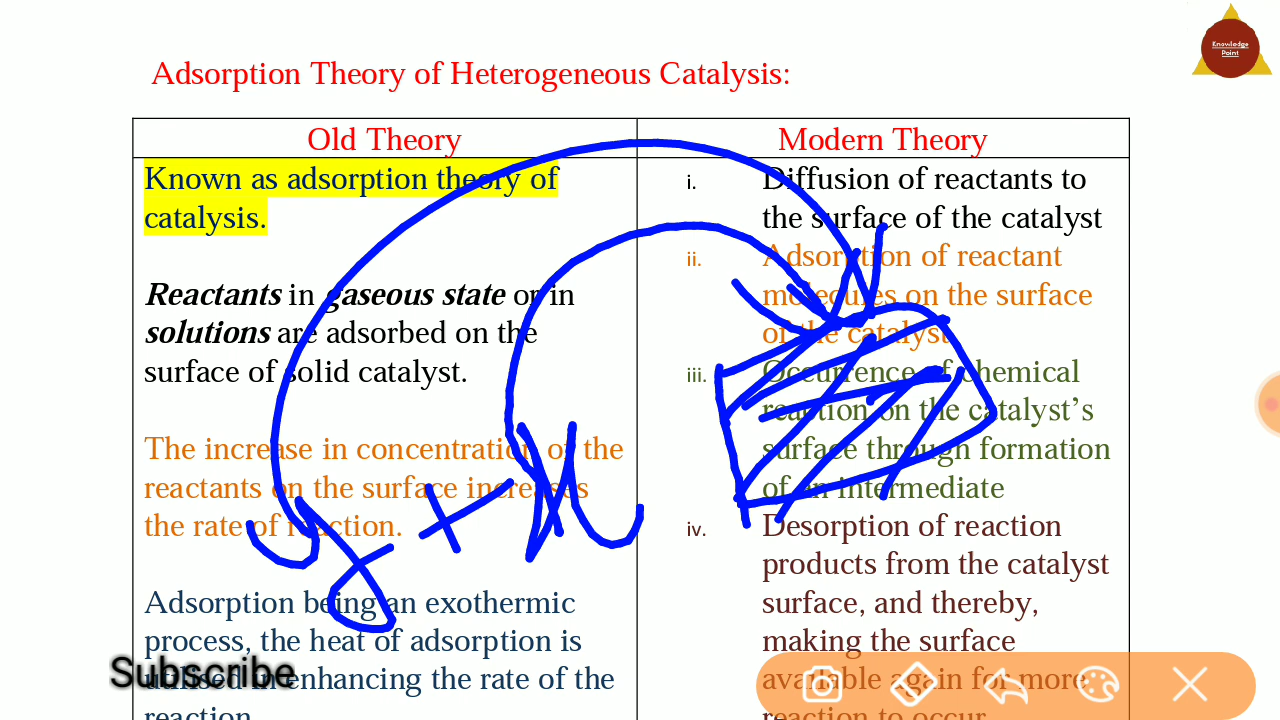 Knowledge
Point
Adsorption Theory of Heterogeneous Catalysis:
Old Theory
Known as adsorption theory of
catalysis.
Reactants in gaseous state or in
solutions are adsorbed on the
surface of solid catalyst.
The increase in concentration of the
reactants on the surface increases
the rate of reaction.
Adsorption being an exothermic
process, the heat of adsorption is
utilised in enhancing the rate of the
reaction
Modern Theory
i. Diffusion of reactants to
the surface of the catalyst
ii. Adsorption of reactant
molecules on the surface
of the catalyst
iii. Occurrence of chemical
reaction on the catalyst’s
surface through formation
of an intermediate
iv. Desorption of reaction
products from the catalyst
surface, and thereby,
making the surface
available again for more
reaction to occur
y + x
Subscribe